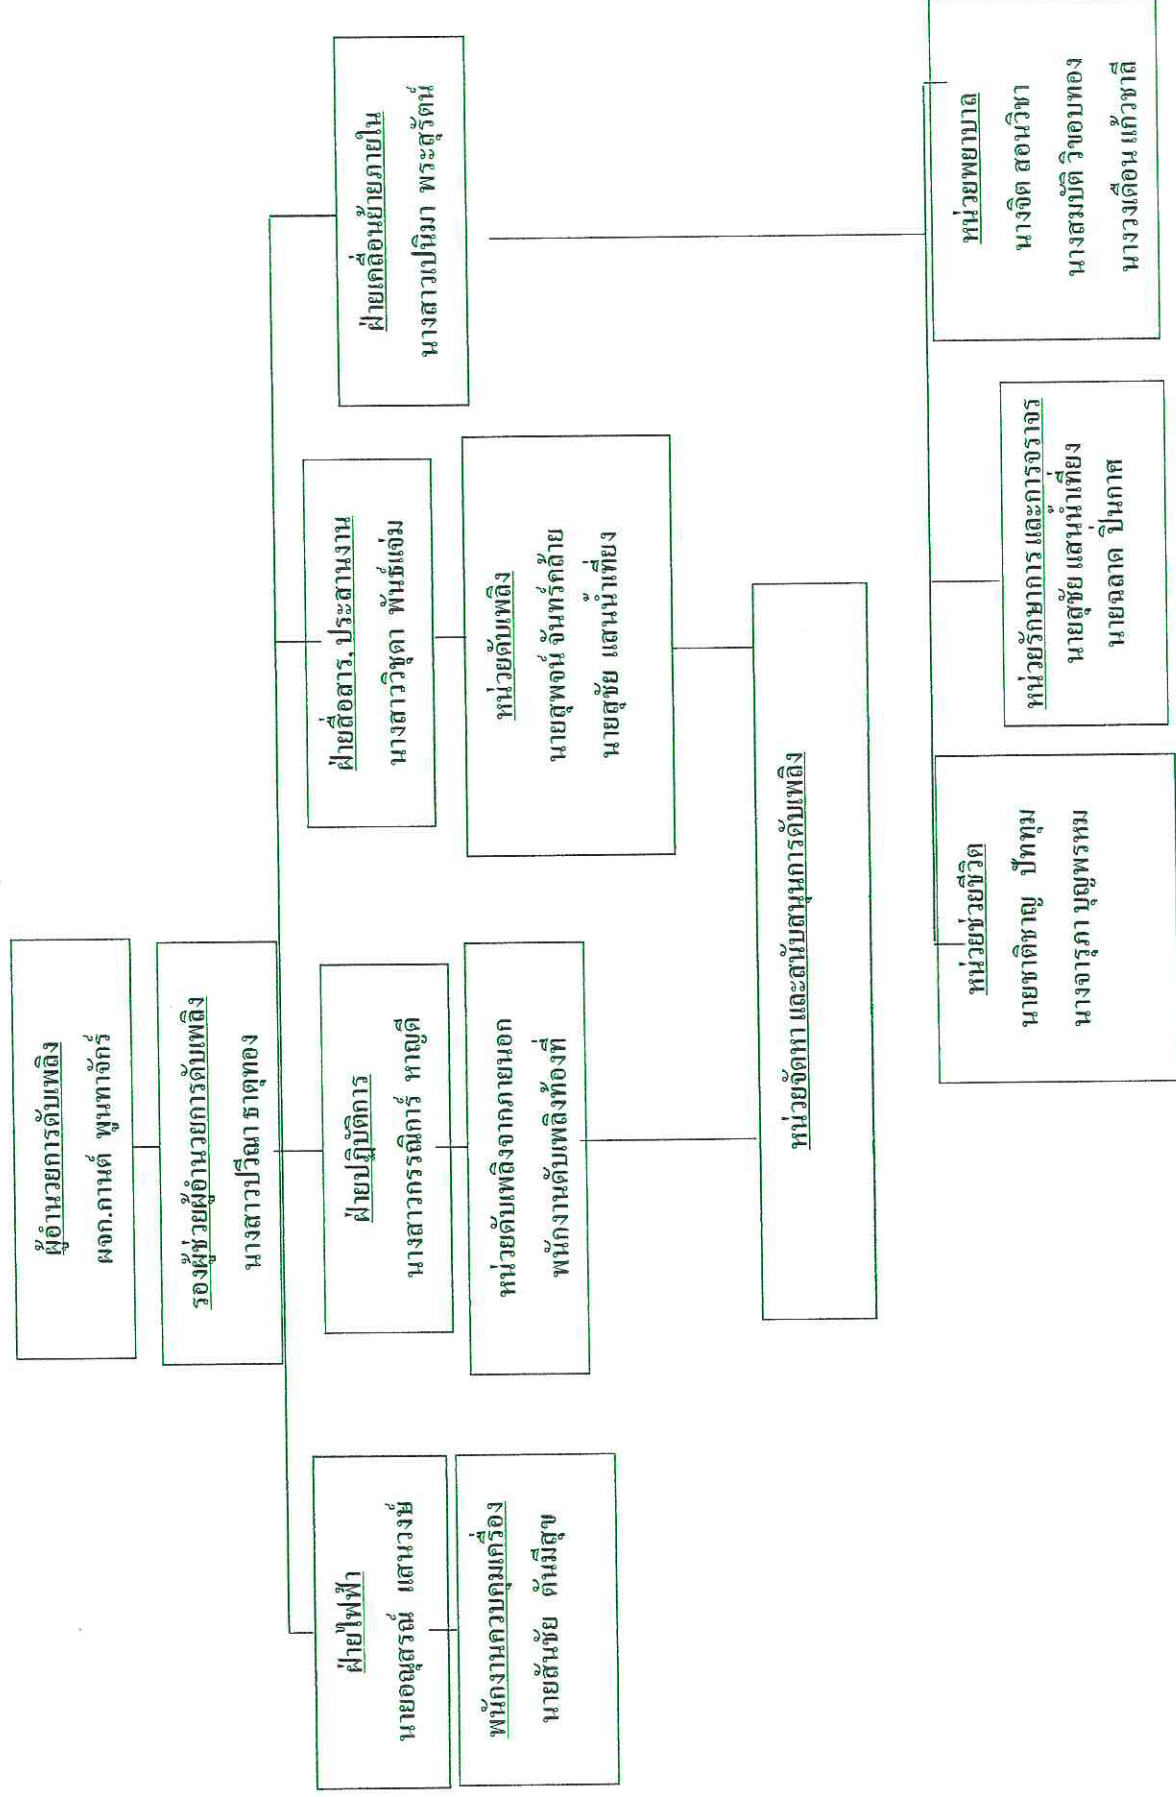 ผู้อำนวยการดับเพลิง
ผจก.กานต์ พูนทาจักร์
รองผู้ช่วยผู้อำนวยการดับเพลิง
นางสาวปวีณา ธาตุทอง
ฝ่ายไฟฟ้า
นายอณุสรณ์ แสนวงษ์
พนักงานควบคุมเครื่อง
นายสันชัย ตันมีสุข
ฝ่ายปฏิบัติการ
นางสาวกรรณิการ์ หาญดี
หน่วยดับเพลิงจากภายนอก
พนักงานดับเพลิงท้องที่
ฝ่ายสื่อสาร, ประสานงาน
นางสาววิชุดา พันธ์แจ่ม
หน่วยดับเพลิง
นายสุพจน์ จันทร์คล้าย
นายสุชัย แสนน้ำเที่ยง
ฝ่ายเคลื่อนย้ายภายใน
นางสาวเปนิมา พระสุรัตน์
หน่วยจัดหา และสนับสนุนการดับเพลิง
หน่วยช่วยชีวิต
นายชาติชาญ ปัททุม
นางจารุภา บุญพรหม
หน่วยรักษาการ และการจราจร
นายสุชัย แสนน้ำเที่ยง
นายฉลาด ปิ่นกาศ
หน่วยพยาบาล
นางจิต สอนวิชา
นางสมบัติ วิขอบทอง
นางวงเดือน แก้วชาลี